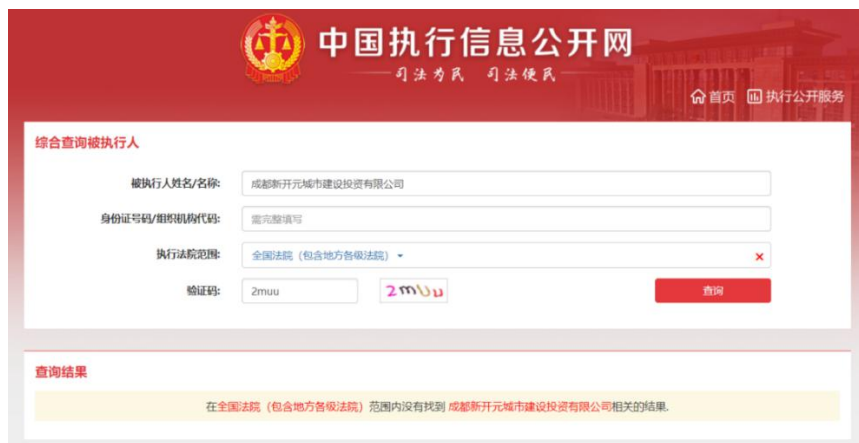 中国执行信息公开网
司法为民 司法便民
首页 执行公开服务
综合查询被执行人
被执行人姓名/名称: 成都新开元城市建设投资有限公司
身份证号码/组织机构代码: 需完整填写
执行法院范围: 全国法院（包含地方各级法院）
验证码: 2muu 2mUu 查询
查询结果
在全国法院（包含地方各级法院）范围内没有找到 成都新开元城市建设投资有限公司相关的结果.